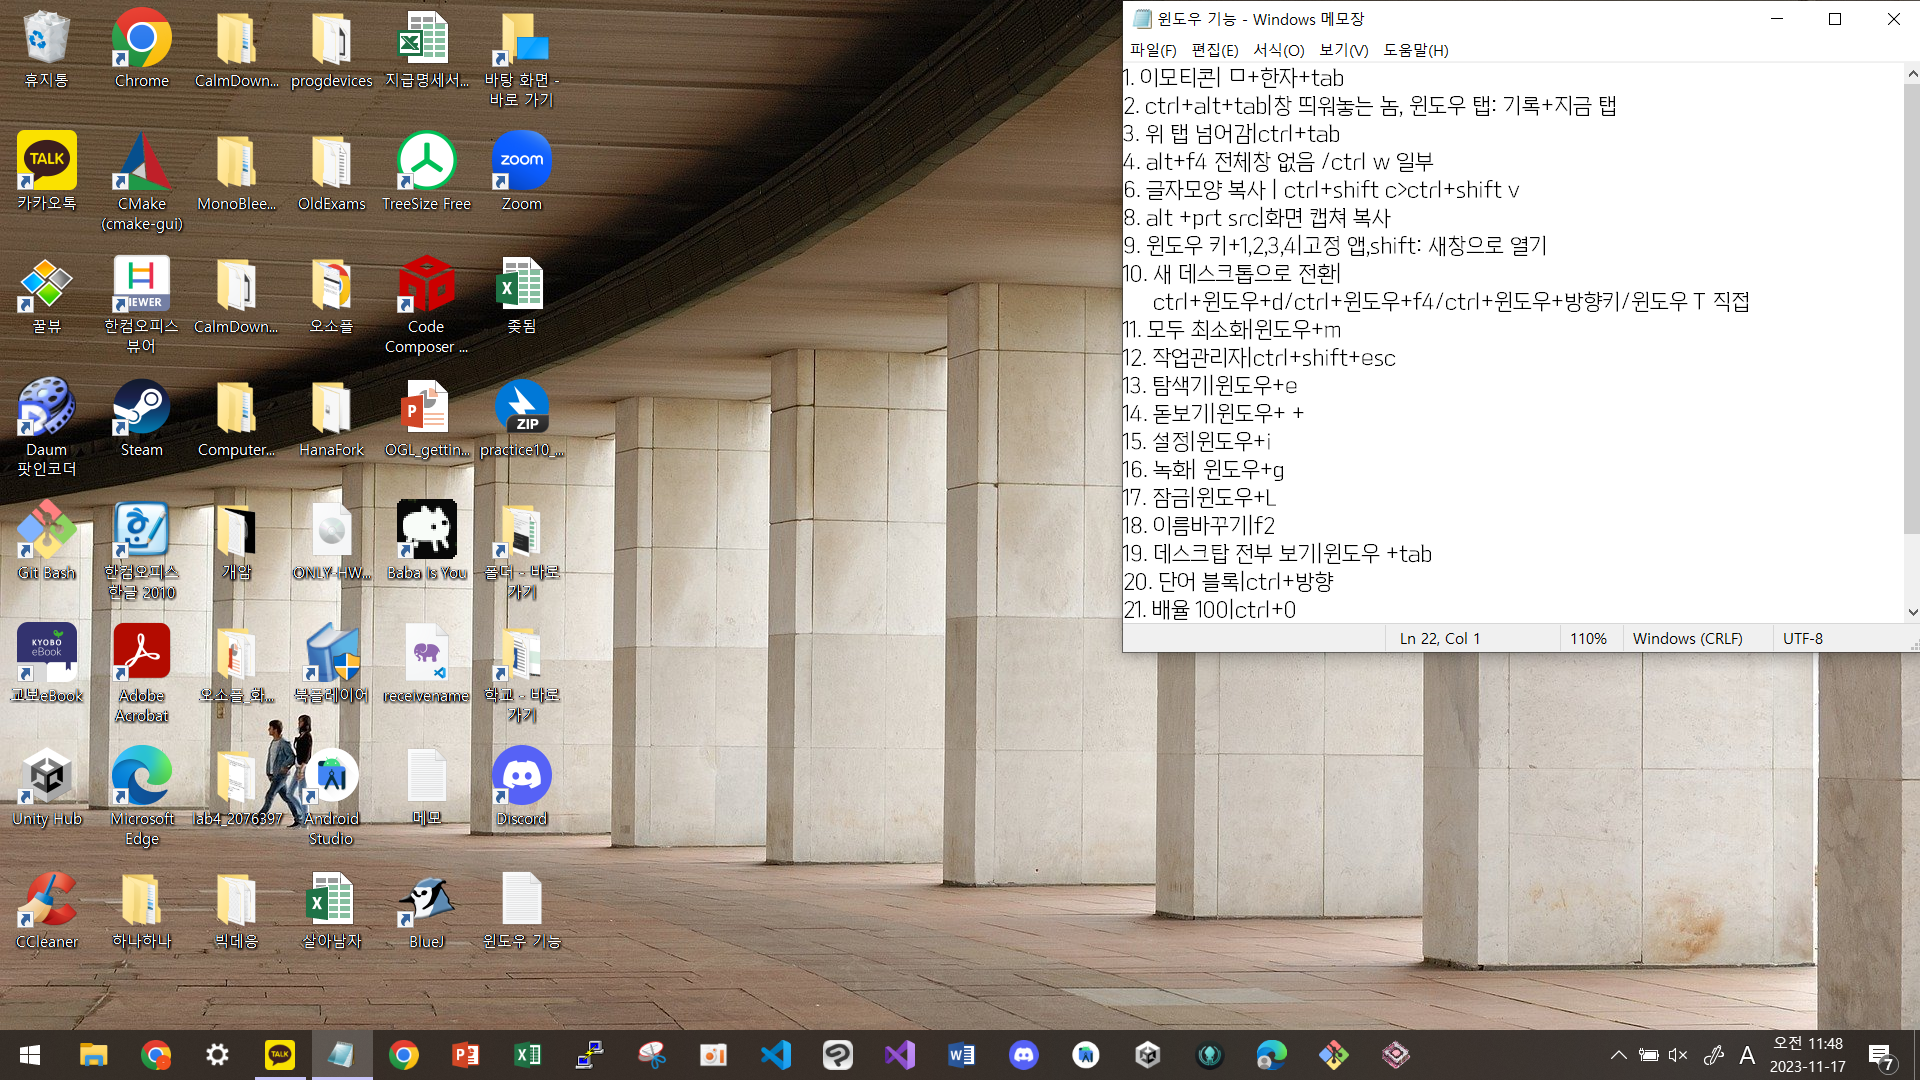 휴지통
Chrome
CalmDown...
progdevices
지급명세서...
바탕 화면 -
바로 가기
TALK
zoom
카카오톡
CMake
(cmake-gui)
MonoBlee...
OldExams
TreeSize Free
Zoom
VIEWER
꿀뷰
한컴오피스
뷰어
CalmDown...
오소플
Code
Composer ...
좆됨
ZIP
Daum
팟인코더
Steam
Computer...
HanaFork
OGL_gettin...
practice10_...
Git Bash
한컴오피스
한글 2010
개암
ONLY-HW...
Baba Is You
폴더 - 바로
가기
KYOBO
eBook
교보eBook
Adobe
Acrobat
오소플_화...
북플레이어
receivename
학교 - 바로
가기
Unity Hub
Microsoft
Edge
lab4_2076397
Android
Studio
메모
Discord
CCleaner
하나하나
빅데응
살아남자
BlueJ
윈도우 기능
윈도우 기능 - Windows 메모장
파일(F) 편집(E) 서식(O) 보기(V) 도움말(H)
1. 이모티콘| ㅁ+한자+tab
2. ctrl+alt+tab|창 띄워놓는 놈, 윈도우 탭: 기록+지금 탭
3. 위 탭 넘어감|ctrl+tab
4. alt+f4 전체창 없음 /ctrl w 일부
6. 글자모양 복사 | ctrl+shift c>ctrl+shift v
8. alt +prt src|화면 캡쳐 복사
9. 윈도우 키+1,2,3,4|고정 앱,shift: 새창으로 열기
10. 새 데스크톱으로 전환|
ctrl+윈도우+d/ctrl+윈도우+f4/ctrl+윈도우+방향키/윈도우 T 직접
11. 모두 최소화|윈도우+m
12. 작업관리자|ctrl+shift+esc
13. 탐색기|윈도우+e
14. 돋보기|윈도우+ +
15. 설정|윈도우+i
16. 녹화| 윈도우+g
17. 잠금|윈도우+L
18. 이름바꾸기|f2
19. 데스크탑 전부 보기|윈도우 +tab
20. 단어 블록|ctrl+방향
21. 배율 100|ctrl+0
Ln 22, Col 1
110%
Windows (CRLF)
UTF-8
TALK
A
오전 11:48
2023-11-17
7